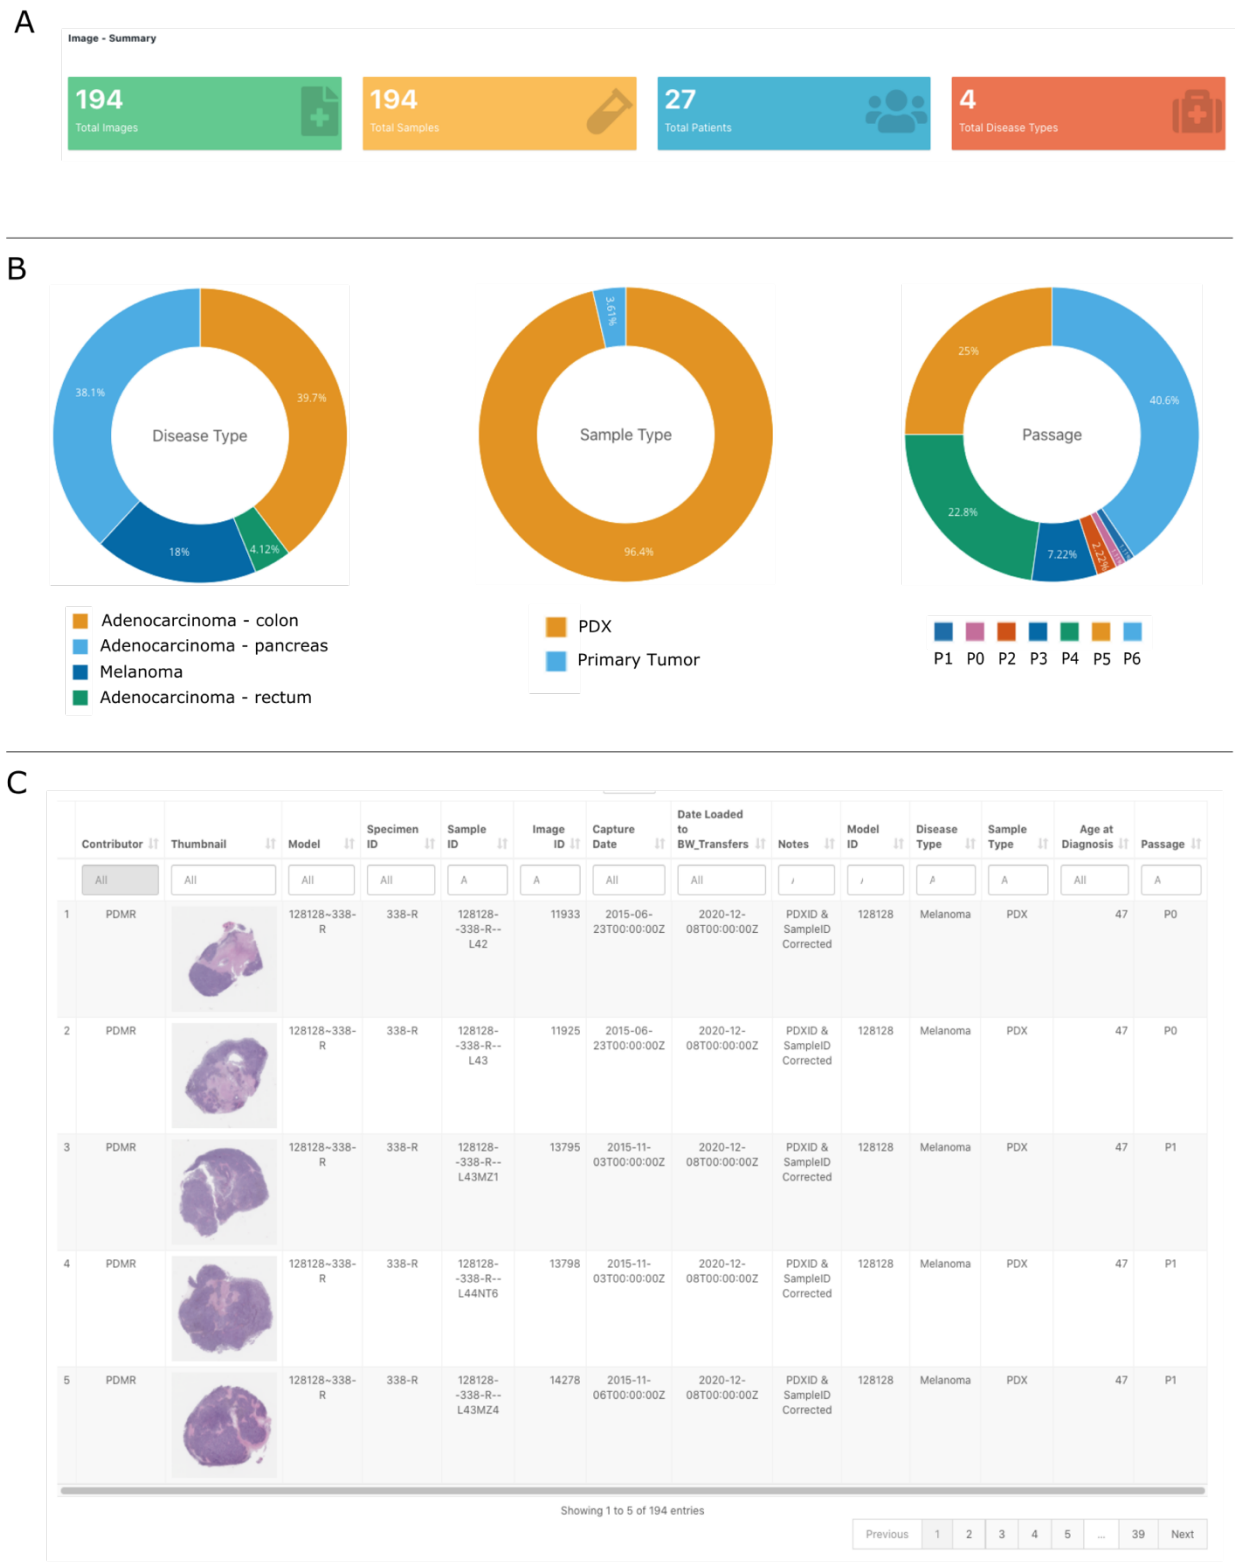 A
Image - Summary
194
Total Images
194
Total Samples
27
Total Patients
4
Total Disease Types
B
38.1%
39.7%
Disease Type
18%
4.12%
3.61%
Sample Type
96.4%
25%
40.6%
Passage
22.8%
7.22%
2.22%
Adenocarcinoma - colon
Adenocarcinoma - pancreas
Melanoma
Adenocarcinoma - rectum
PDX
Primary Tumor
P1 P0 P2 P3 P4 P5 P6
C
Contributor Thumbnail Model Specimen ID Sample ID Image ID Capture Date Date Loaded to BW_Transfers Notes Model ID Disease Type Sample Type Age at Diagnosis Passage
All All All All A A All All A A All A
1 PDMR 128128~338-R 338-R 128128--338-R--L42 11933 2015-06-23T00:00:00Z 2020-12-08T00:00:00Z PDXID & SampleID Corrected 128128 Melanoma PDX 47 P0
2 PDMR 128128~338-R 338-R 128128--338-R--L43 11925 2015-06-23T00:00:00Z 2020-12-08T00:00:00Z PDXID & SampleID Corrected 128128 Melanoma PDX 47 P0
3 PDMR 128128~338-R 338-R 128128--338-R--L43MZ1 13795 2015-11-03T00:00:00Z 2020-12-08T00:00:00Z PDXID & SampleID Corrected 128128 Melanoma PDX 47 P1
4 PDMR 128128~338-R 338-R 128128--338-R--L44NT6 13798 2015-11-03T00:00:00Z 2020-12-08T00:00:00Z PDXID & SampleID Corrected 128128 Melanoma PDX 47 P1
5 PDMR 128128~338-R 338-R 128128--338-R--L43MZ4 14278 2015-11-06T00:00:00Z 2020-12-08T00:00:00Z PDXID & SampleID Corrected 128128 Melanoma PDX 47 P1
Showing 1 to 5 of 194 entries
Previous 1 2 3 4 5 ... 39 Next